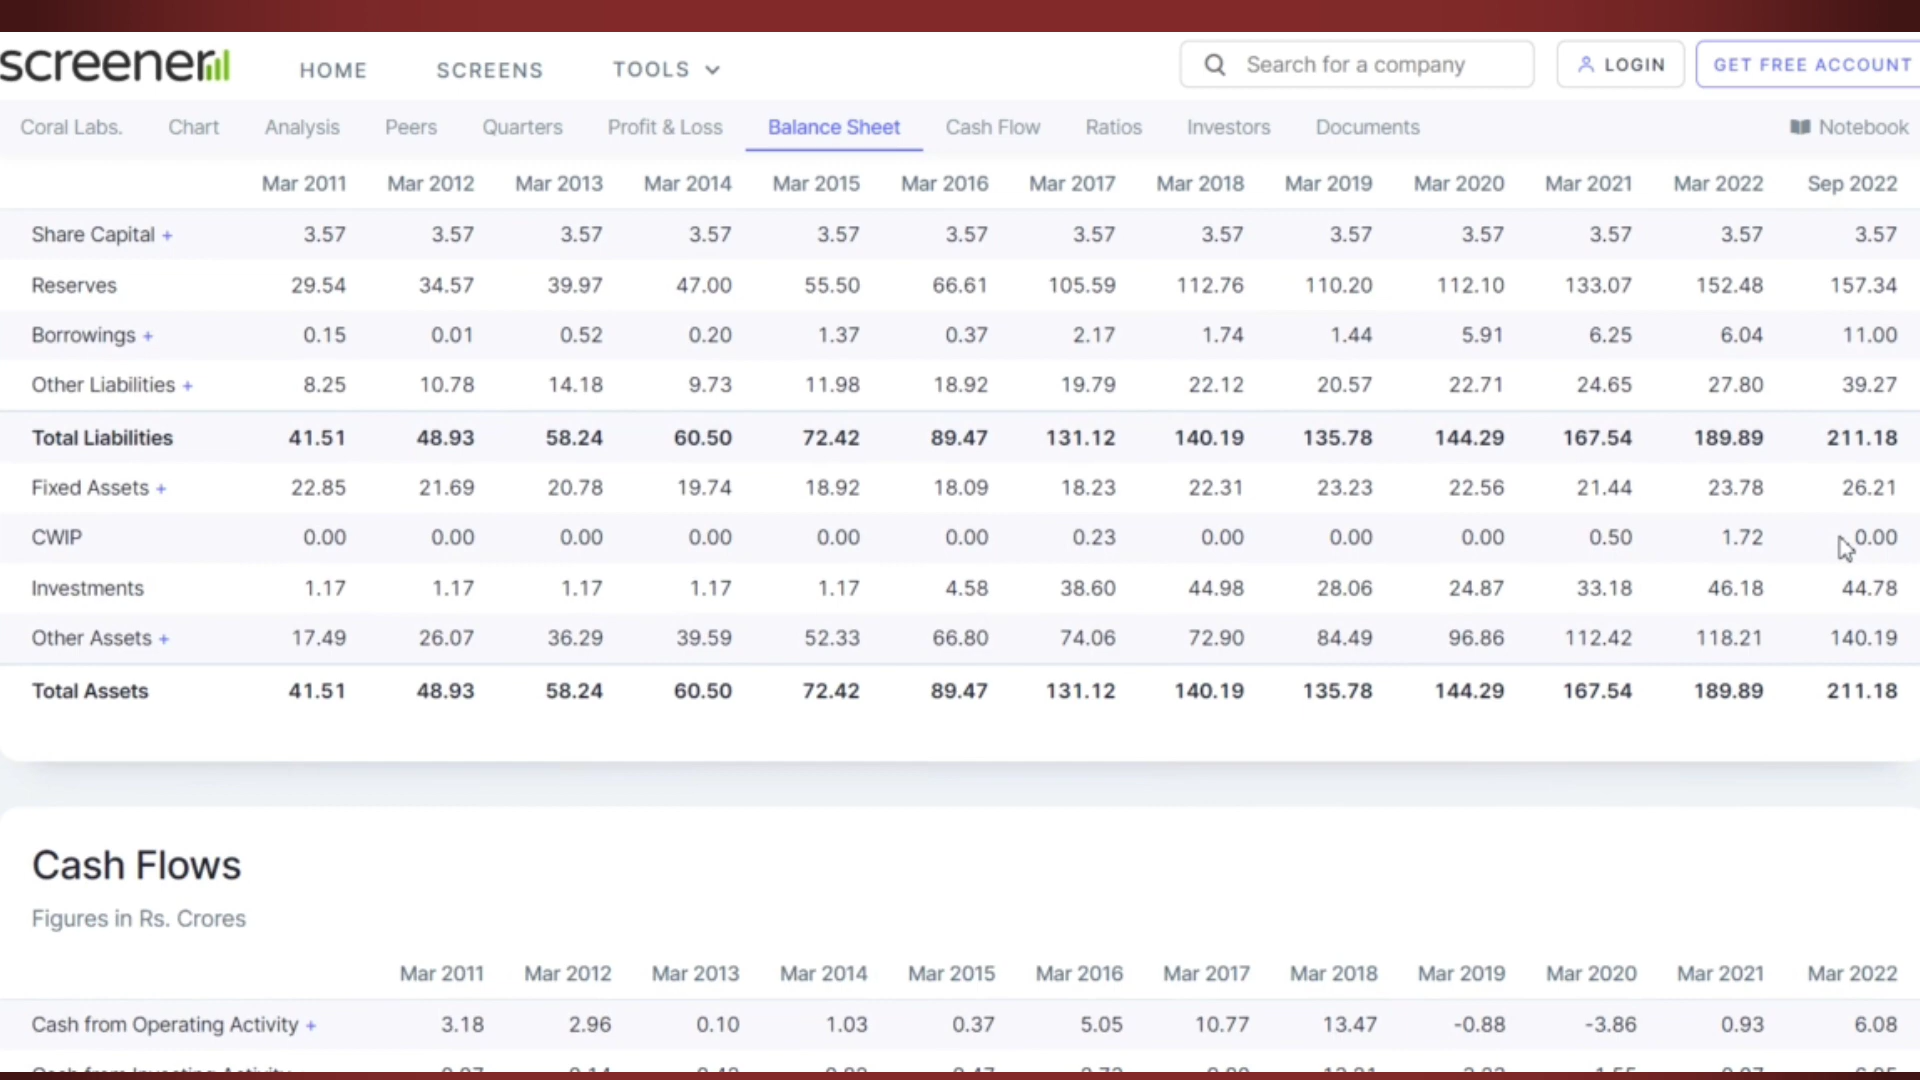 screener HOME SCREENS TOOLS Search for a company LOGIN GET FREE ACCOUNT
Coral Labs. Chart Analysis Peers Quarters Profit & Loss Balance Sheet Cash Flow Ratios Investors Documents Notebook
Mar 2011 Mar 2012 Mar 2013 Mar 2014 Mar 2015 Mar 2016 Mar 2017 Mar 2018 Mar 2019 Mar 2020 Mar 2021 Mar 2022 Sep 2022
Share Capital + 3.57 3.57 3.57 3.57 3.57 3.57 3.57 3.57 3.57 3.57 3.57 3.57 3.57
Reserves 29.54 34.57 39.97 47.00 55.50 66.61 105.59 112.76 110.20 112.10 133.07 152.48 157.34
Borrowings + 0.15 0.01 0.52 0.20 1.37 0.37 2.17 1.74 1.44 5.91 6.25 6.04 11.00
Other Liabilities + 8.25 10.78 14.18 9.73 11.98 18.92 19.79 22.12 20.57 22.71 24.65 27.80 39.27
Total Liabilities 41.51 48.93 58.24 60.50 72.42 89.47 131.12 140.19 135.78 144.29 167.54 189.89 211.18
Fixed Assets + 22.85 21.69 20.78 19.74 18.92 18.09 18.23 22.31 23.23 22.56 21.44 23.78 26.21
CWIP 0.00 0.00 0.00 0.00 0.00 0.00 0.23 0.00 0.00 0.00 0.50 1.72 0.00
Investments 1.17 1.17 1.17 1.17 1.17 4.58 38.60 44.98 28.06 24.87 33.18 46.18 44.78
Other Assets + 17.49 26.07 36.29 39.59 52.33 66.80 74.06 72.90 84.49 96.86 112.42 118.21 140.19
Total Assets 41.51 48.93 58.24 60.50 72.42 89.47 131.12 140.19 135.78 144.29 167.54 189.89 211.18
Cash Flows
Figures in Rs. Crores
Mar 2011 Mar 2012 Mar 2013 Mar 2014 Mar 2015 Mar 2016 Mar 2017 Mar 2018 Mar 2019 Mar 2020 Mar 2021 Mar 2022
Cash from Operating Activity + 3.18 2.96 0.10 1.03 0.37 5.05 10.77 13.47 -0.88 -3.86 0.93 6.08
Cash from Investing Activity